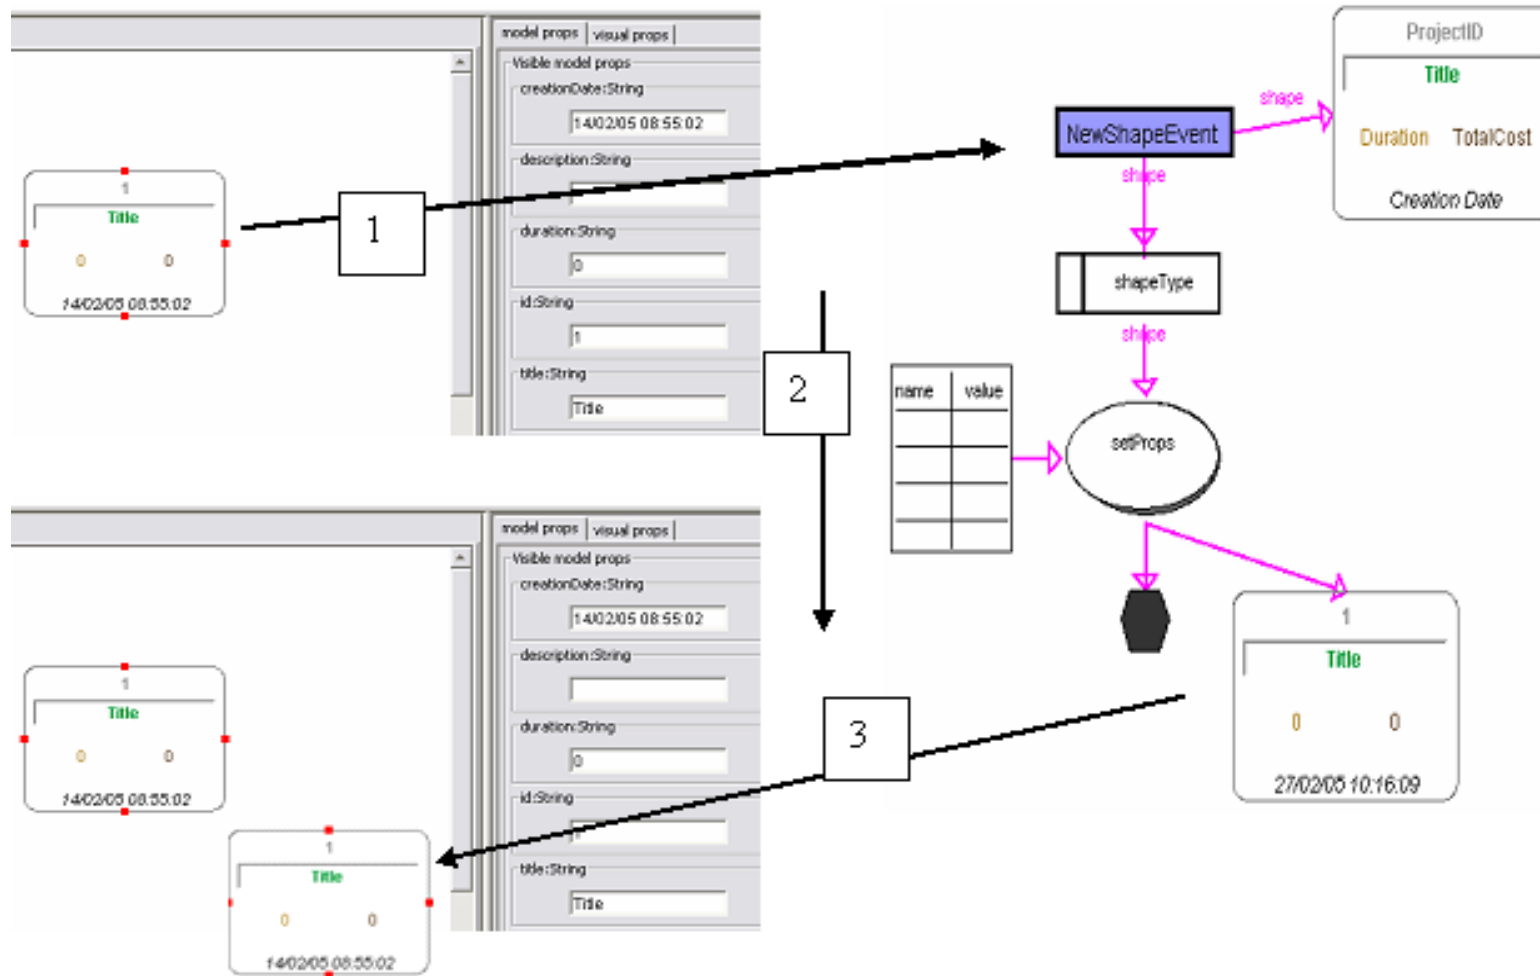 model props visual props
Visible model props
creationDate:String
14/02/05 08:55:02
description:String
duration:String
0
id:String
1
title:String
Title
1
Title
0 0
14/02/05 08:55:02
1
2
3
NewShapeEvent
shape
shape
ProjectID
Title
Duration TotalCost
Creation Date
shapeType
shape
name value
setProps
1
Title
0 0
27/02/05 10:16:09
model props visual props
Visible model props
creationDate:String
14/02/05 08:55:02
description:String
duration:String
0
id:String
title:String
Title
1
Title
0 0
14/02/05 08:55:02
1
Title
0 0
14/02/05 08:55:02